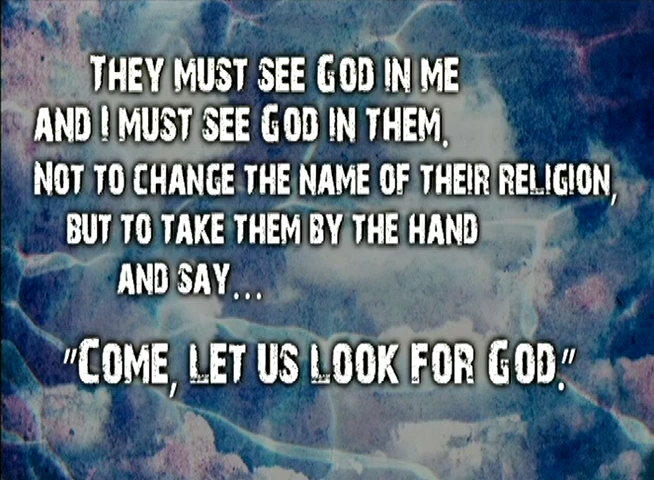 They must see God in me
and I must see God in them.
Not to change the name of their religion,
but to take them by the hand
and say...
"Come, let us look for God."